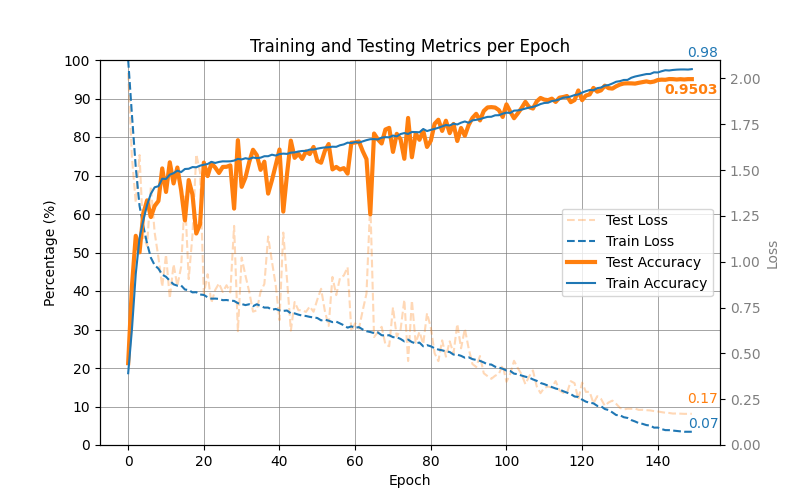 Training and Testing Metrics per Epoch
0.98
0.9503
100
90
80
70
60
50
40
30
20
10
0
Percentage (%)
2.00
1.75
1.50
1.25
1.00
0.75
0.50
0.25
0.00
Loss
Test Loss
Train Loss
Test Accuracy
Train Accuracy
0.17
0.07
0 20 40 60 80 100 120 140
Epoch